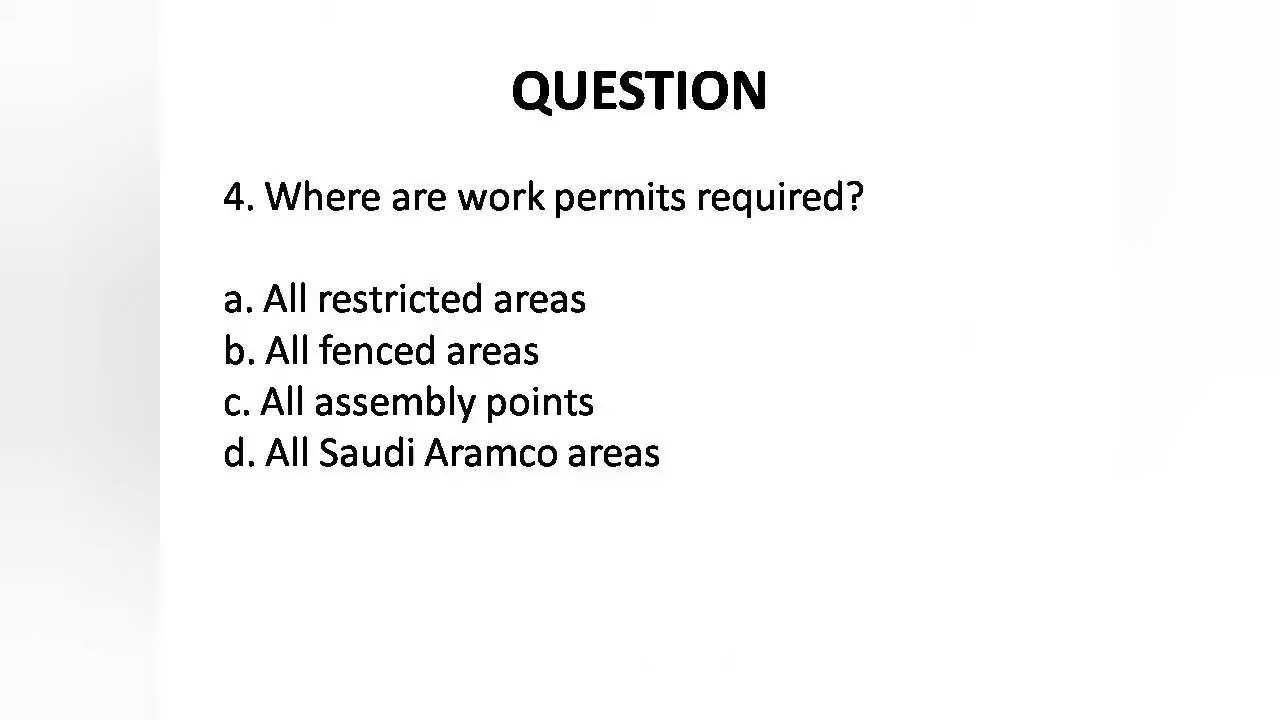 QUESTION
4. Where are work permits required?
a. All restricted areas
b. All fenced areas
c. All assembly points
d. All Saudi Aramco areas